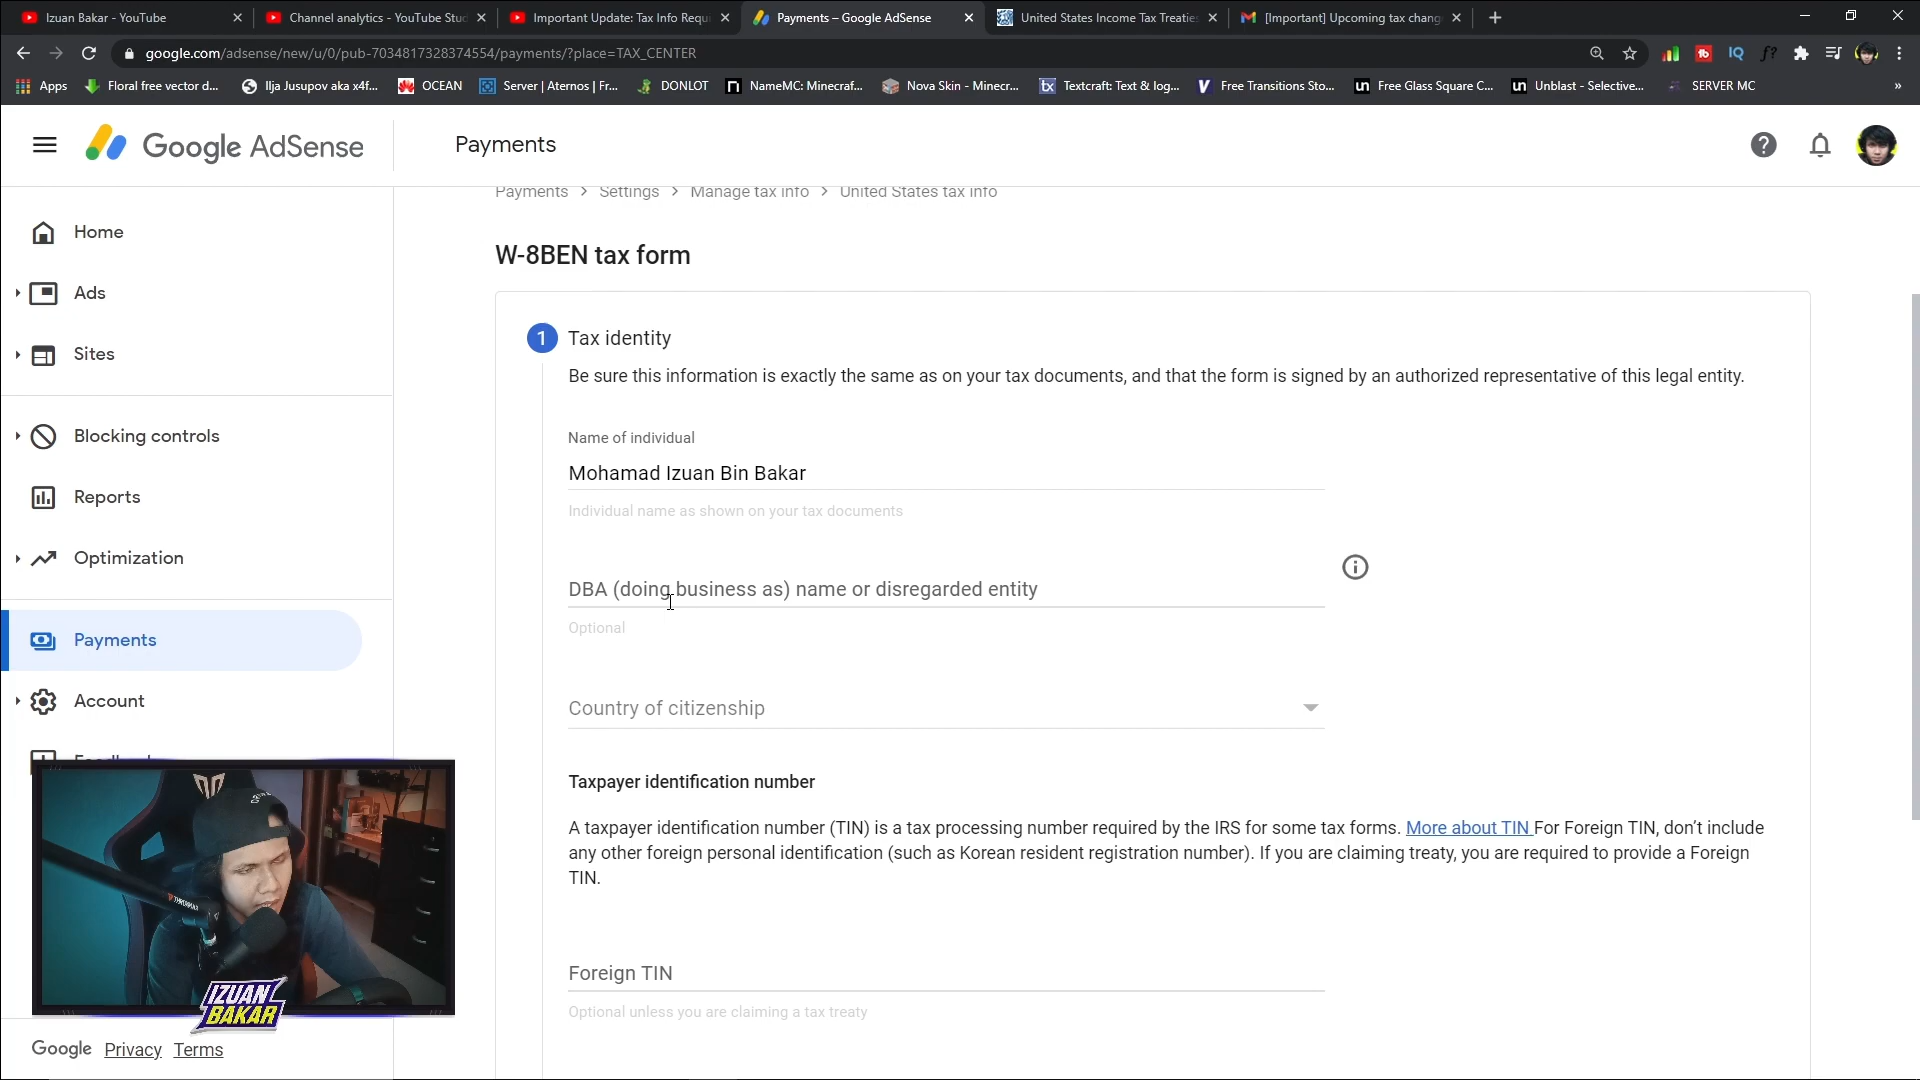 Izuan Bakar - YouTube
Channel analytics - YouTube Stud
Important Update: Tax Info Requ
Payments – Google AdSense
United States Income Tax Treaties
[Important] Upcoming tax chang
google.com/adsense/new/u/0/pub-7034817328374554/payments/?place=TAX_CENTER
Apps
Floral free vector d...
Ilja Jusupov aka x4f...
OCEAN
Server | Aternos | Fr...
DONLOT
NameMC: Minecraf...
Nova Skin - Minecr...
Textcraft: Text & log...
Free Transitions Sto...
Free Glass Square C...
Unblast - Selective...
SERVER MC
Google AdSense
Payments
Payments > Settings > Manage tax info > United States tax info
Home
Ads
Sites
Blocking controls
Reports
Optimization
Payments
Account
W-8BEN tax form
1 Tax identity
Be sure this information is exactly the same as on your tax documents, and that the form is signed by an authorized representative of this legal entity.
Name of individual
Mohamad Izuan Bin Bakar
Individual name as shown on your tax documents
DBA (doing business as) name or disregarded entity
Optional
Country of citizenship
Taxpayer identification number
A taxpayer identification number (TIN) is a tax processing number required by the IRS for some tax forms. More about TIN For Foreign TIN, don’t include
any other foreign personal identification (such as Korean resident registration number). If you are claiming treaty, you are required to provide a Foreign
TIN.
Foreign TIN
Optional unless you are claiming a tax treaty
IZUAN
BAKAR
Google Privacy Terms